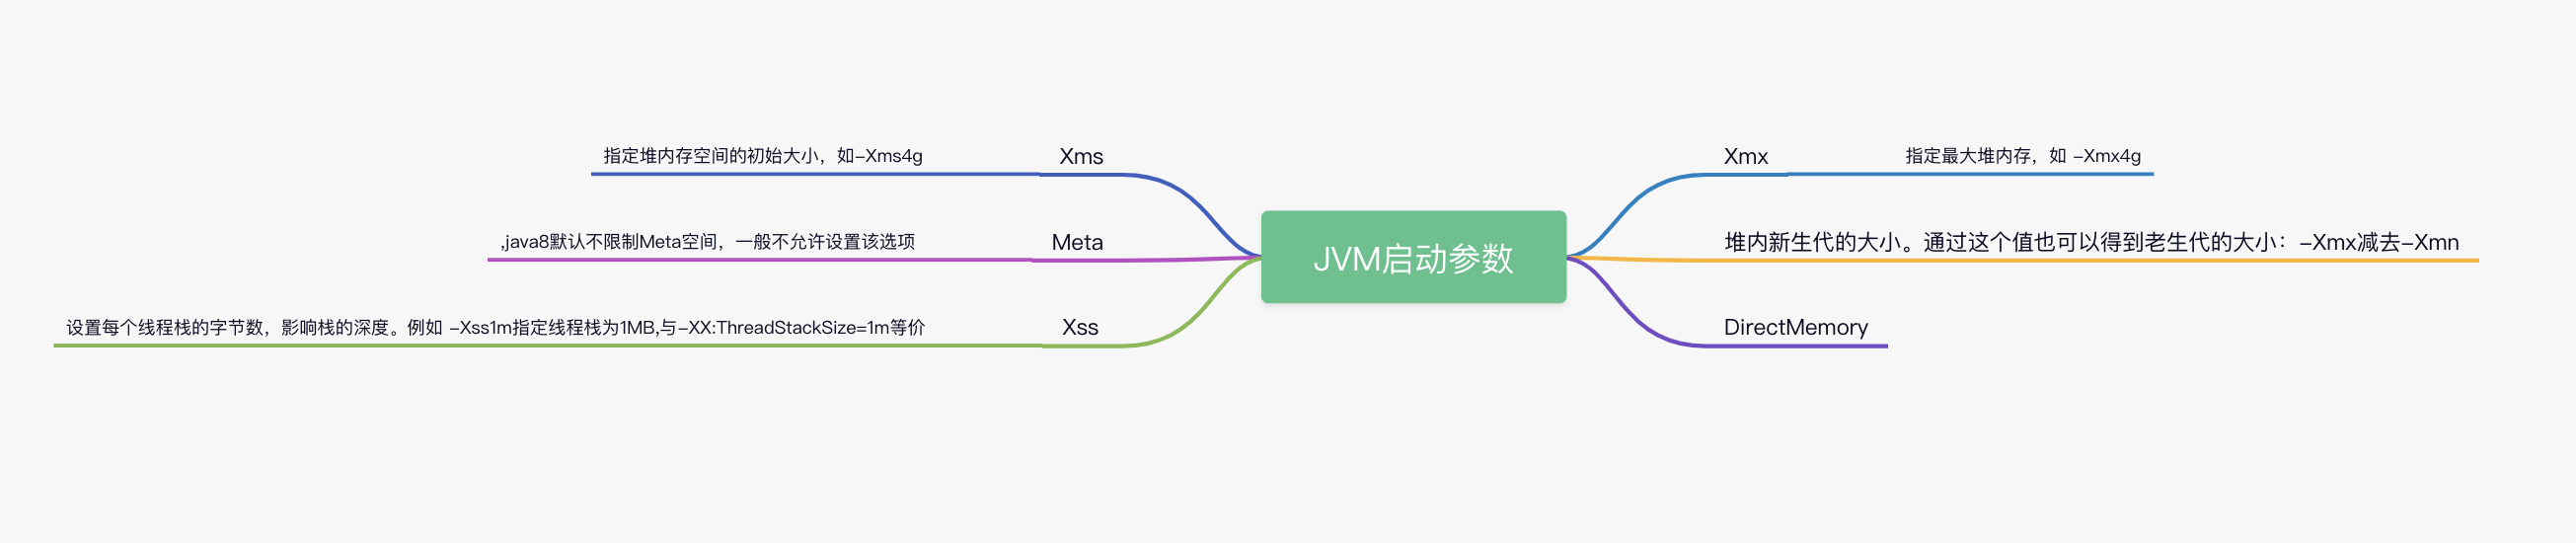 JVM启动参数
Xmx
指定最大堆内存，如 -Xmx4g
堆内新生代的大小。通过这个值也可以得到老生代的大小：-Xmx减去-Xmn
DirectMemory
Xms
指定堆内存空间的初始大小，如-Xms4g
Meta
,java8默认不限制Meta空间，一般不允许设置该选项
Xss
设置每个线程栈的字节数，影响栈的深度。例如 -Xss1m指定线程栈为1MB,与-XX:ThreadStackSize=1m等价